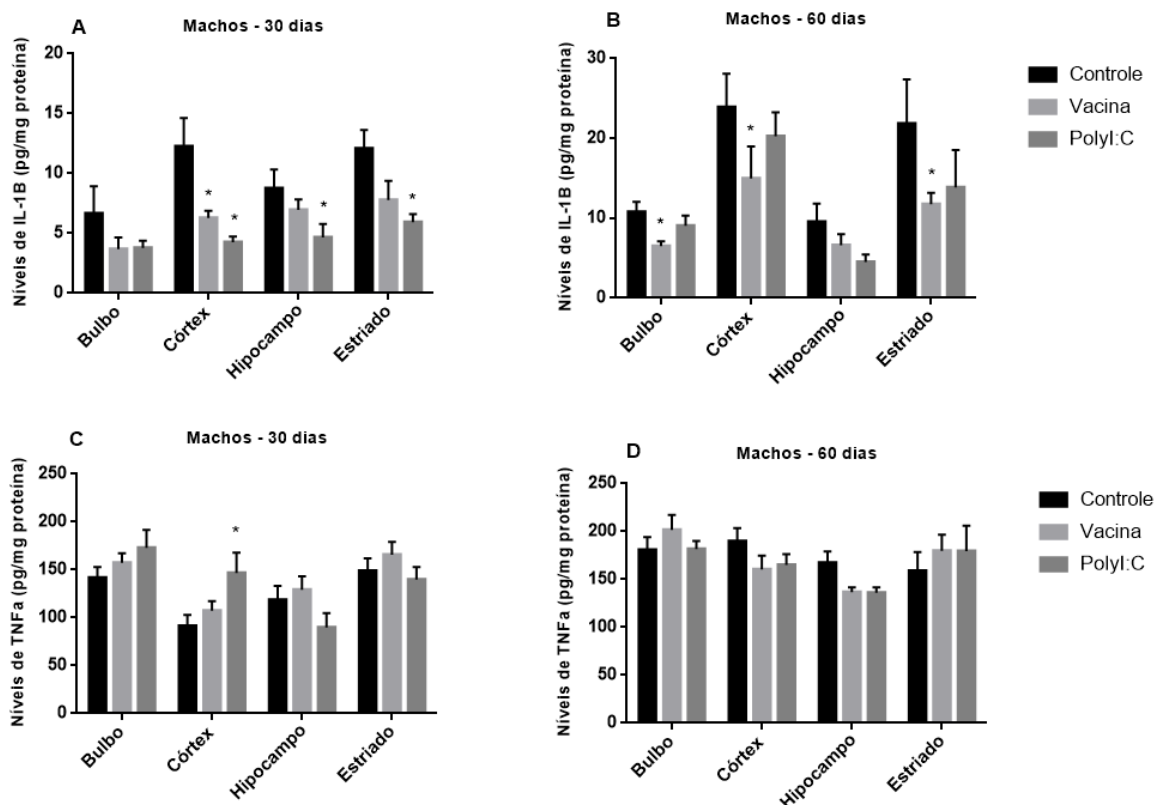 A
Machos - 30 dias
Níveis de IL-1B (pg/mg proteína)
20
15
10
5
0
Bulbo
Córtex
Hipocampo
Estriado
*
*
*
*
B
Machos - 60 dias
Níveis de IL-1B (pg/mg proteína)
30
20
10
0
Bulbo
Córtex
Hipocampo
Estriado
*
*
*
Controle
Vacina
PolyI:C
C
Machos - 30 dias
Níveis de TNFa (pg/mg proteína)
250
200
150
100
50
0
Bulbo
Córtex
Hipocampo
Estriado
*
D
Machos - 60 dias
Níveis de TNFa (pg/mg proteína)
250
200
150
100
50
0
Bulbo
Córtex
Hipocampo
Estriado
Controle
Vacina
PolyI:C